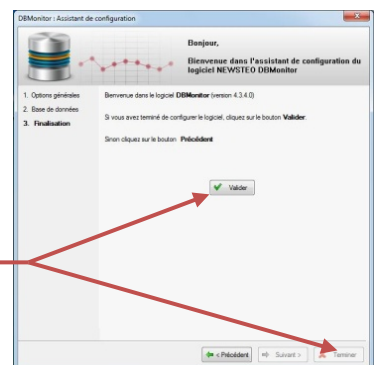 DBMonitor : Assistant de configuration
Bonjour,
Bienvenue dans l'assistant de configuration du
logiciel NEWSTEO DBMonitor
1. Options générales
2. Base de données
3. Finalisation
Bienvenue dans le logiciel DBMonitor (version 4.3.4.0)
Si vous avez terminé de configurer le logiciel, cliquez sur le bouton Valider.
Sinon cliquez sur le bouton Précédent
Valider
< Précédent
Suivant >
Terminer